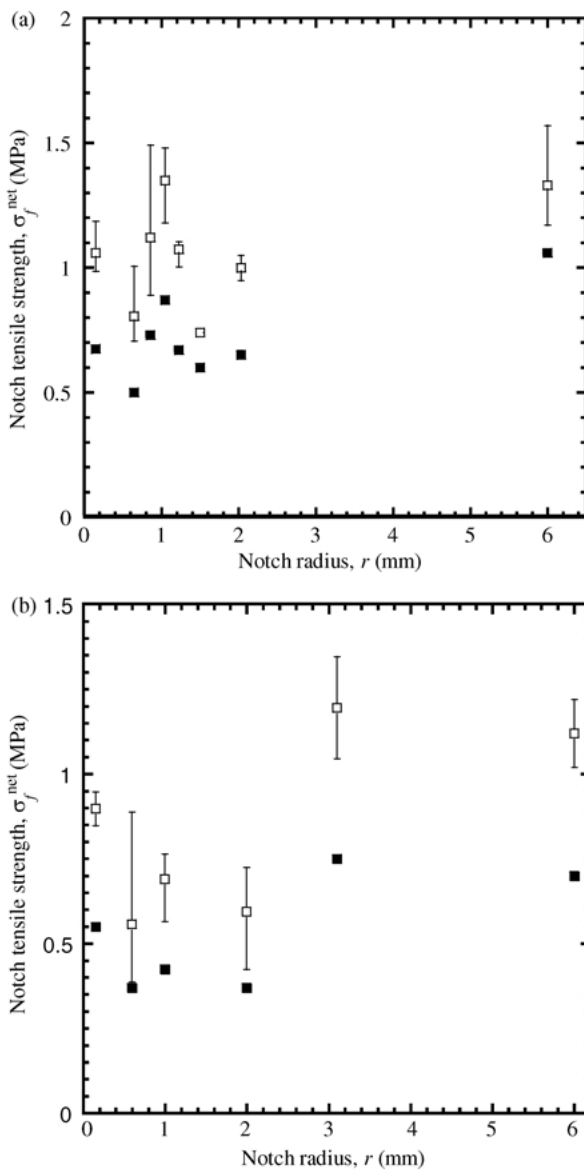 (a)
2
1.5
1
0.5
0
0 1 2 3 4 5 6
Notch tensile strength, σ_f^net (MPa)
Notch radius, r (mm)
(b)
1.5
1
0.5
0
0 1 2 3 4 5 6
Notch tensile strength, σ_f^net (MPa)
Notch radius, r (mm)